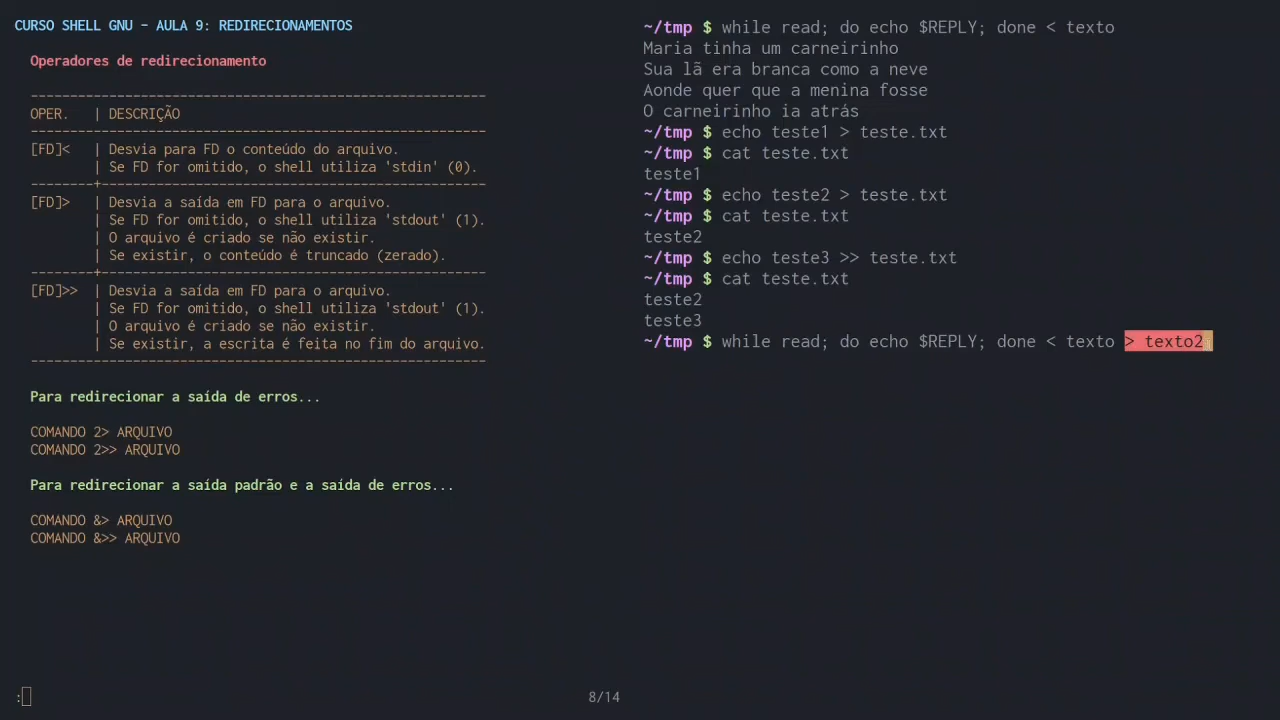 CURSO SHELL GNU - AULA 9: REDIRECIONAMENTOS
Operadores de redirecionamento
----------------------------------------------------------
OPER.   | DESCRIÇÃO
----------------------------------------------------------
[FD]<   | Desvia para FD o conteúdo do arquivo.
        | Se FD for omitido, o shell utiliza 'stdin' (0).
--------+-------------------------------------------------
[FD]>   | Desvia a saída em FD para o arquivo.
        | Se FD for omitido, o shell utiliza 'stdout' (1).
        | O arquivo é criado se não existir.
        | Se existir, o conteúdo é truncado (zerado).
--------+-------------------------------------------------
[FD]>>  | Desvia a saída em FD para o arquivo.
        | Se FD for omitido, o shell utiliza 'stdout' (1).
        | O arquivo é criado se não existir.
        | Se existir, a escrita é feita no fim do arquivo.
----------------------------------------------------------
Para redirecionar a saída de erros...
COMANDO 2> ARQUIVO
COMANDO 2>> ARQUIVO
Para redirecionar a saída padrão e a saída de erros...
COMANDO &> ARQUIVO
COMANDO &>> ARQUIVO
:
8/14
~/tmp $ while read; do echo $REPLY; done < texto
Maria tinha um carneirinho
Sua lã era branca como a neve
Aonde quer que a menina fosse
O carneirinho ia atrás
~/tmp $ echo teste1 > teste.txt
~/tmp $ cat teste.txt
teste1
~/tmp $ echo teste2 > teste.txt
~/tmp $ cat teste.txt
teste2
~/tmp $ echo teste3 >> teste.txt
~/tmp $ cat teste.txt
teste2
teste3
~/tmp $ while read; do echo $REPLY; done < texto > texto2